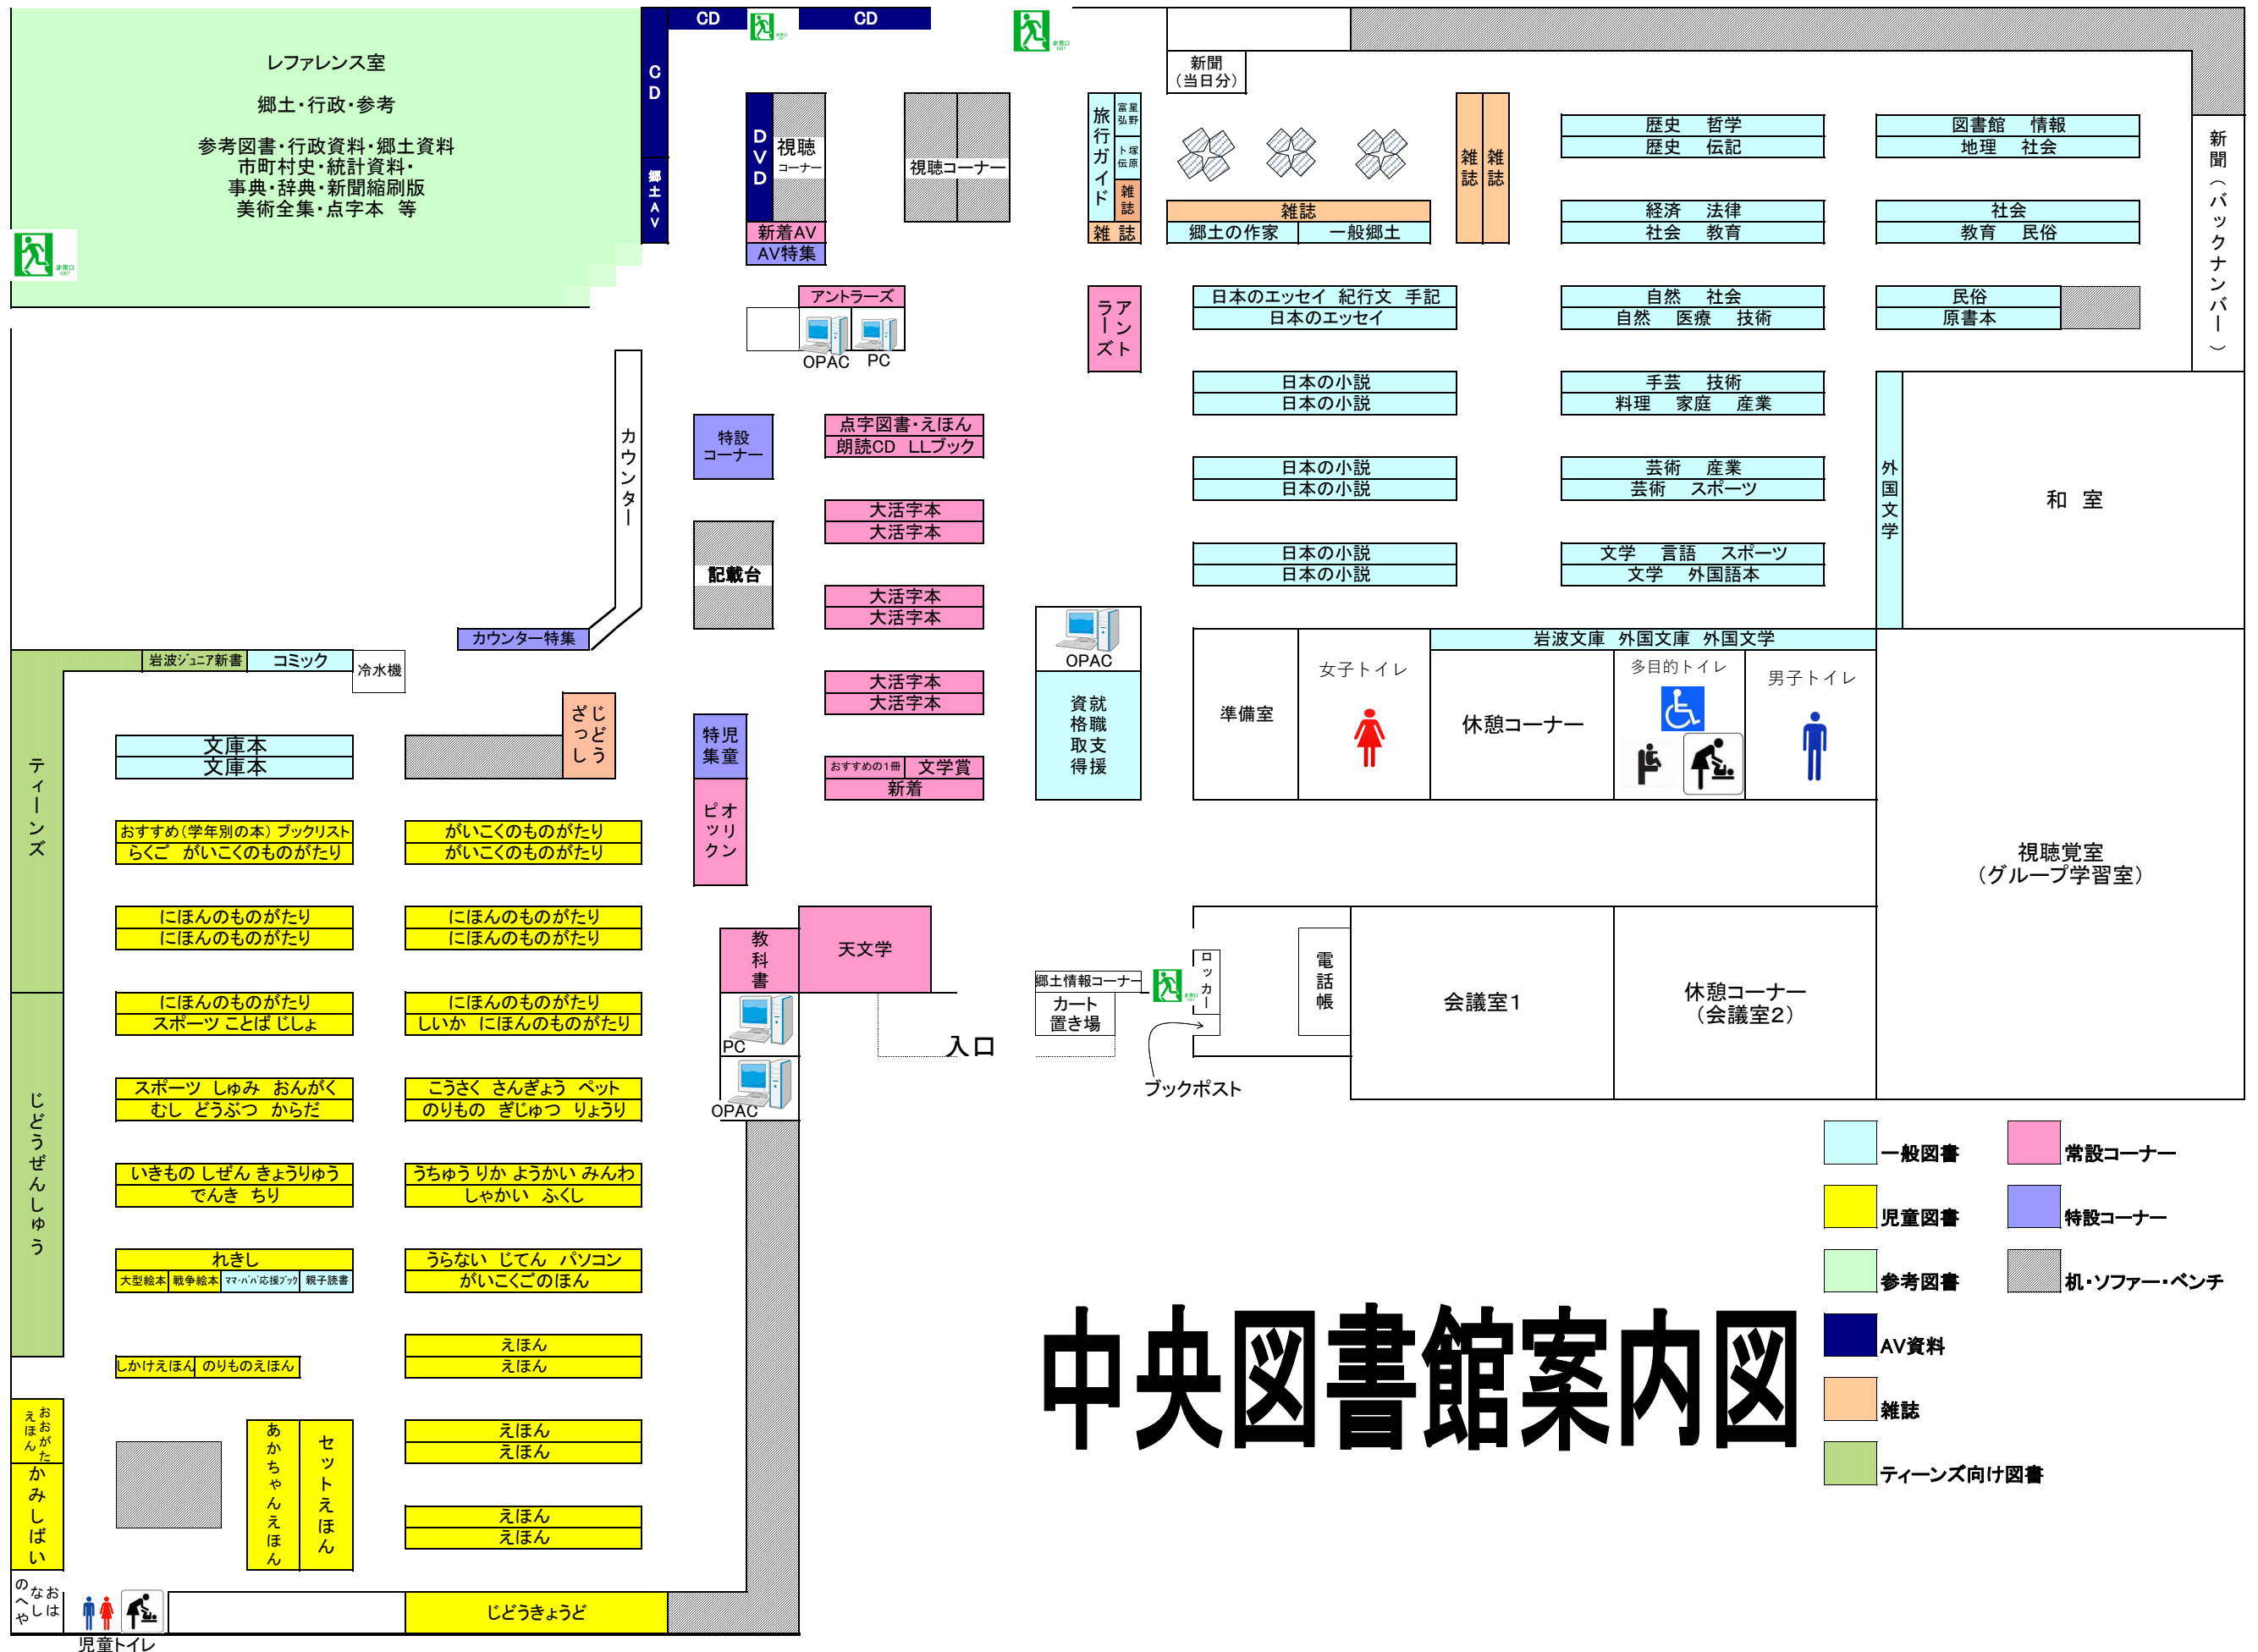 レファレンス室
郷土・行政・参考
参考図書・行政資料・郷土資料
市町村史・統計資料・
事典・辞典・新聞縮刷版
美術全集・点字本 等
非常口
EXIT
CD
CD
CD
郷土AV
非常口
EXIT
非常口
EXIT
DVD
視聴
コーナー
視聴コーナー
新着AV
AV特集
アントラーズ
OPAC
PC
旅行ガイド
星野
富弘
塚原
ト伝
雑誌
雑誌
新聞
（当日分）
雑誌
郷土の作家
一般郷土
雑誌
雑誌
歴史 哲学
歴史 伝記
図書館 情報
地理 社会
経済 法律
社会 教育
社会
教育 民俗
新聞（バックナンバー）
アントラーズ
日本のエッセイ 紀行文 手記
日本のエッセイ
自然 社会
自然 医療 技術
民俗
原書本
カウンター
特設
コーナー
点字図書・えほん
朗読CD LLブック
日本の小説
日本の小説
手芸 技術
料理 家庭 産業
外国文学
和 室
大活字本
大活字本
日本の小説
日本の小説
芸術 産業
芸術 スポーツ
記載台
大活字本
大活字本
日本の小説
日本の小説
文学 言語 スポーツ
文学 外国語本
カウンター特集
岩波ジュニア新書
コミック
冷水機
大活字本
大活字本
OPAC
就職支援
資格取得
準備室
女子トイレ
岩波文庫 外国文庫 外国文学
休憩コーナー
多目的トイレ
男子トイレ
ティーンズ
文庫本
文庫本
じどう
ざっし
児童
特集
オリン
ピック
おすすめの1冊
文学賞
新着
視聴覚室
（グループ学習室）
おすすめ（学年別の本） ブックリスト
らくご がいこくのものがたり
がいこくのものがたり
がいこくのものがたり
にほんのものがたり
にほんのものがたり
にほんのものがたり
にほんのものがたり
教科書
天文学
郷土情報コーナー
カート
置き場
非常口
EXIT
ロッカー
電話帳
会議室1
休憩コーナー
（会議室2）
にほんのものがたり
スポーツ ことば じしょ
にほんのものがたり
しいか にほんのものがたり
PC
入口
ブックポスト
じどうぜんしゅう
スポーツ しゅみ おんがく
むし どうぶつ からだ
こうさく さんぎょう ペット
のりもの ぎじゅつ りょうり
OPAC
いきもの しぜん きょうりゅう
でんき ちり
うちゅう りか ようかい みんわ
しゃかい ふくし
れきし
大型絵本
戦争絵本
ママ・パパ応援ブック
親子読書
うらない じてん パソコン
がいこくごのほん
しかけえほん
のりものえほん
えほん
えほん
おおがた
えほん
かみしばい
あかちゃんえほん
セットえほん
えほん
えほん
えほん
えほん
おはなしのへや
児童トイレ
じどうきょうど
中央図書館案内図
一般図書
常設コーナー
児童図書
特設コーナー
参考図書
机・ソファー・ベンチ
AV資料
雑誌
ティーンズ向け図書